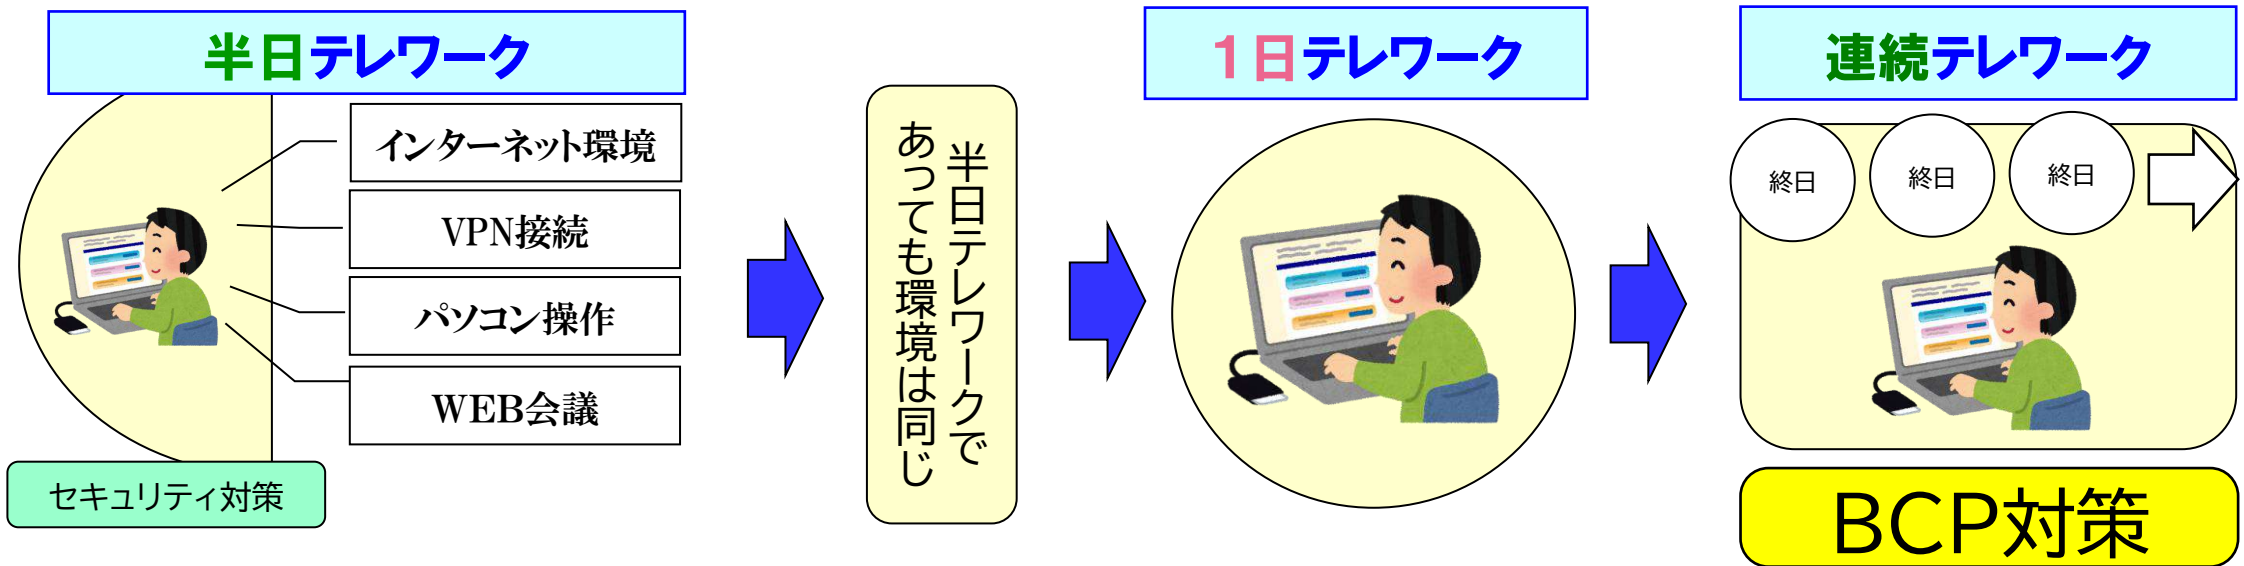 半日テレワーク
インターネット環境
VPN接続
パソコン操作
WEB会議
セキュリティ対策
半日テレワークで
あっても環境は同じ
1日テレワーク
連続テレワーク
終日
終日
終日
BCP対策